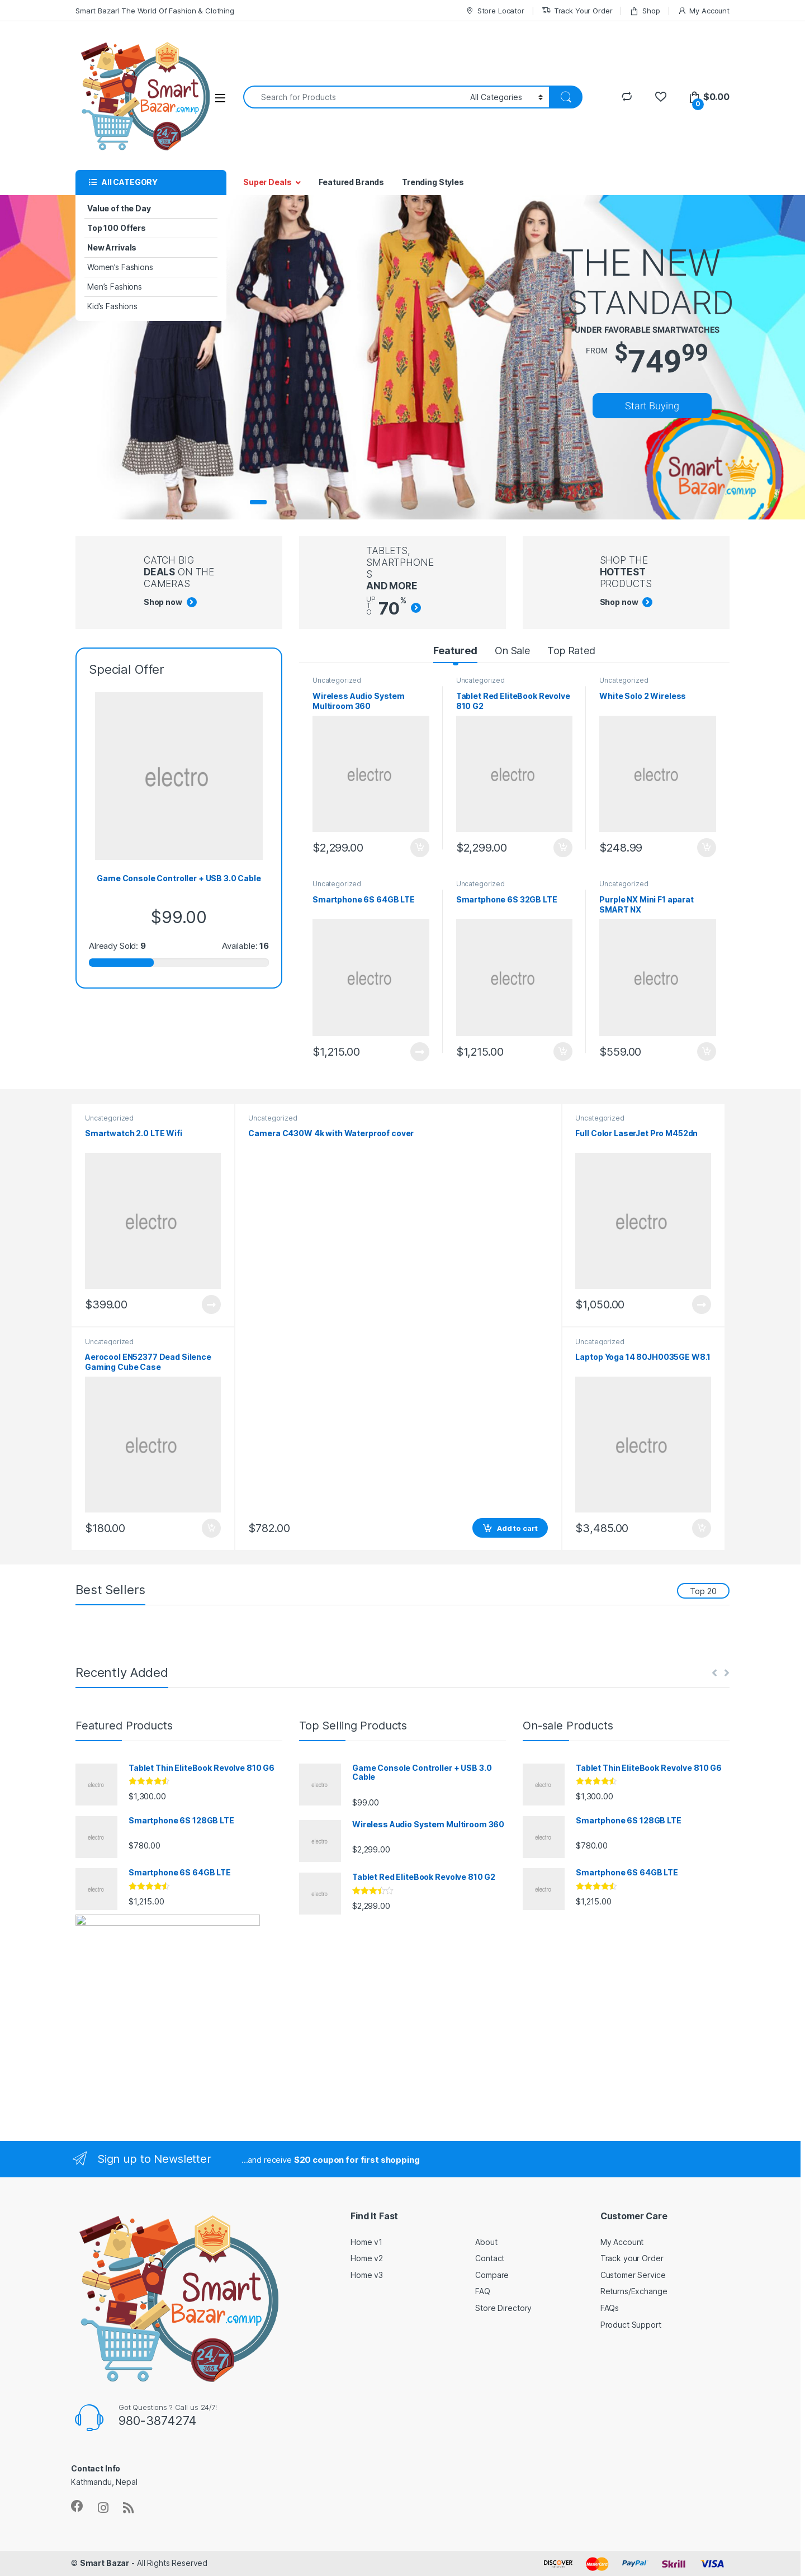 Smart Bazar! The World Of Fashion & Clothing
Store Locator
Track Your Order
Shop
My Account
Smart
Bazar
.com.np
24/7
365
Search for Products
All Categories
0
$0.00
All CATEGORY
Super Deals
Featured Brands
Trending Styles
Value of the Day
Top 100 Offers
New Arrivals
Women's Fashions
Men's Fashions
Kid's Fashions
THE NEW
STANDARD
UNDER FAVORABLE SMARTWATCHES
FROM $749 99
Start Buying
Smart
Bazar
.com.np
CATCH BIG
DEALS ON THE
CAMERAS
Shop now
TABLETS,
SMARTPHONE
S
AND MORE
UP
T
O
70%
SHOP THE
HOTTEST
PRODUCTS
Shop now
Special Offer
electro
Game Console Controller + USB 3.0 Cable
$99.00
Already Sold: 9
Available: 16
Featured
On Sale
Top Rated
Uncategorized
Wireless Audio System
Multiroom 360
electro
$2,299.00
Uncategorized
Tablet Red EliteBook Revolve
810 G2
electro
$2,299.00
Uncategorized
White Solo 2 Wireless
electro
$248.99
Uncategorized
Smartphone 6S 64GB LTE
electro
$1,215.00
Uncategorized
Smartphone 6S 32GB LTE
electro
$1,215.00
Uncategorized
Purple NX Mini F1 aparat
SMART NX
electro
$559.00
Uncategorized
Smartwatch 2.0 LTE Wifi
electro
$399.00
Uncategorized
Aerocool EN52377 Dead Silence
Gaming Cube Case
electro
$180.00
Uncategorized
Camera C430W 4k with Waterproof cover
$782.00
Add to cart
Uncategorized
Full Color LaserJet Pro M452dn
electro
$1,050.00
Uncategorized
Laptop Yoga 14 80JH0035GE W8.1
electro
$3,485.00
Best Sellers
Top 20
Recently Added
Featured Products
electro
Tablet Thin EliteBook Revolve 810 G6
$1,300.00
electro
Smartphone 6S 128GB LTE
$780.00
electro
Smartphone 6S 64GB LTE
$1,215.00
Top Selling Products
electro
Game Console Controller + USB 3.0
Cable
$99.00
electro
Wireless Audio System Multiroom 360
$2,299.00
electro
Tablet Red EliteBook Revolve 810 G2
$2,299.00
On-sale Products
electro
Tablet Thin EliteBook Revolve 810 G6
$1,300.00
electro
Smartphone 6S 128GB LTE
$780.00
electro
Smartphone 6S 64GB LTE
$1,215.00
Sign up to Newsletter
...and receive $20 coupon for first shopping
Smart
Bazar
.com.np
24/7
365
Got Questions ? Call us 24/7!
980-3874274
Contact Info
Kathmandu, Nepal
Find It Fast
Home v1
Home v2
Home v3
About
Contact
Compare
FAQ
Store Directory
Customer Care
My Account
Track your Order
Customer Service
Returns/Exchange
FAQs
Product Support
© Smart Bazar - All Rights Reserved
DISCOVER
MasterCard
PayPal
Skrill
VISA